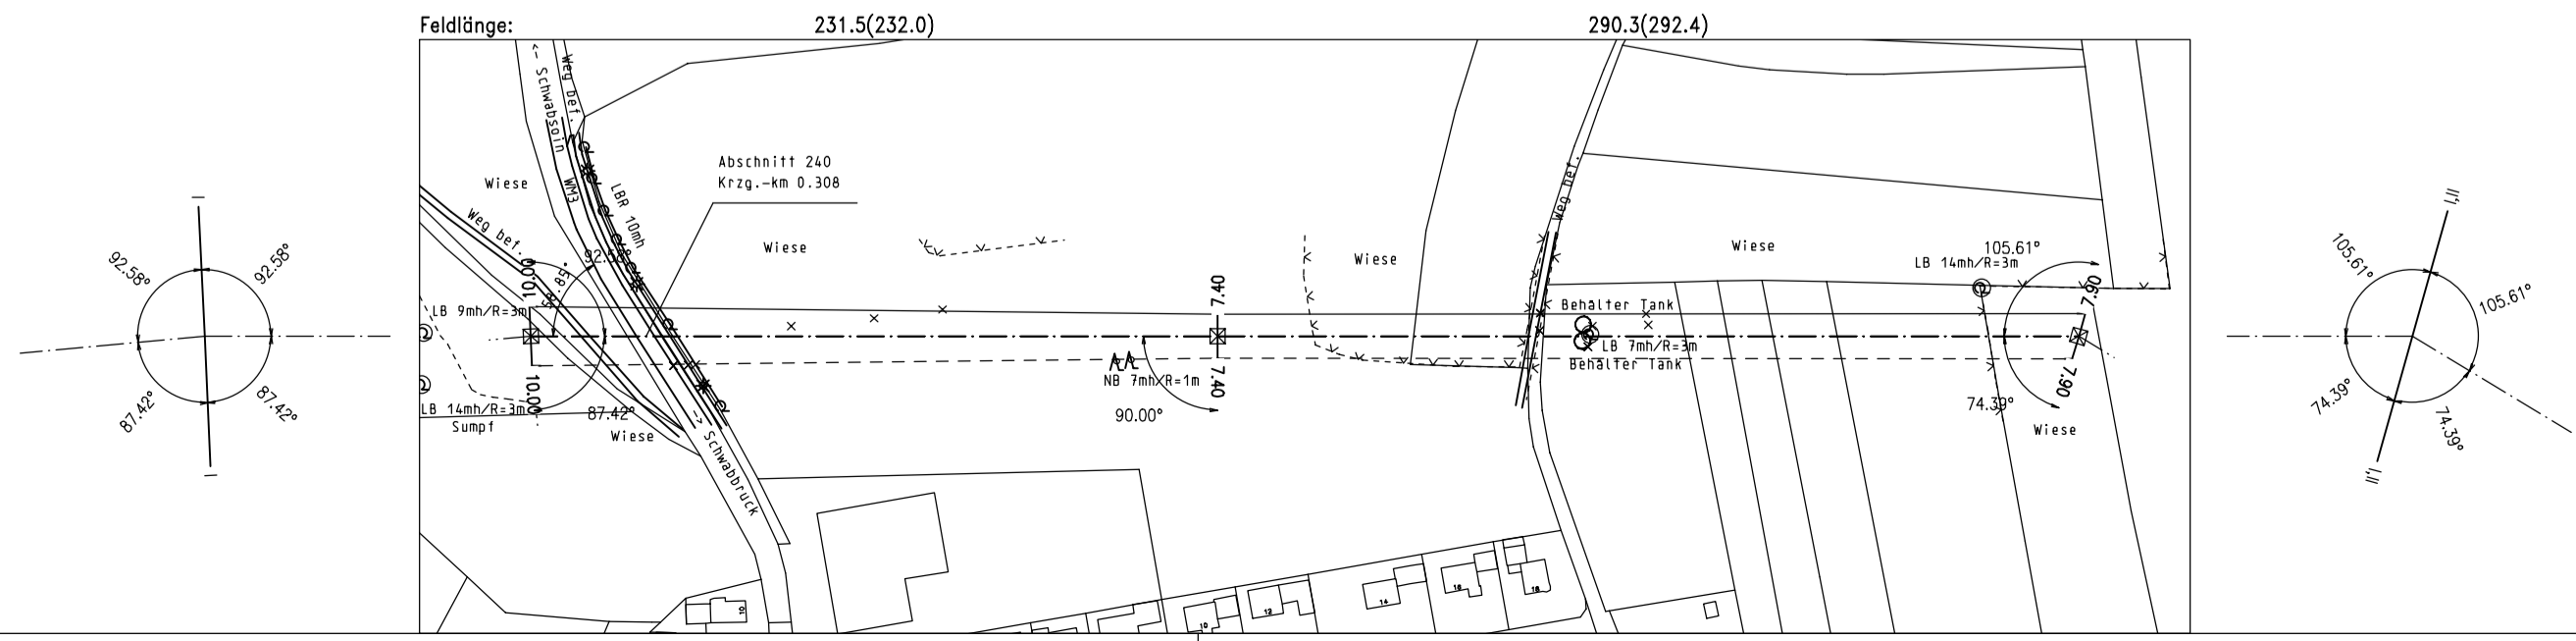 Feldlänge:
231.5(232.0)
290.3(292.4)
I
92.58°
92.58°
87.42°
87.42°
I
<- Schwabsoin
Weg bef.
WM3
LBR 10mh
Wiese
Weg bef.
Abschnitt 240
Krzg.-km 0.308
Wiese
92.58°
58.85°
10.00
10.00
LB 9mh/R=3m
LB 14mh/R=3m
Sumpf
87.42°
Wiese
-> Schwabbruck
7.40
7.40
NB 7mh/R=1m
90.00°
Wiese
Weg bef.
Behälter Tank
LB 7mh/R=3m
Behälter Tank
Wiese
105.61°
LB 14mh/R=3m
7.90
7.90
74.39°
Wiese
10
10
12
14
16
18
I,II
105.61°
105.61°
74.39°
74.39°
I,II